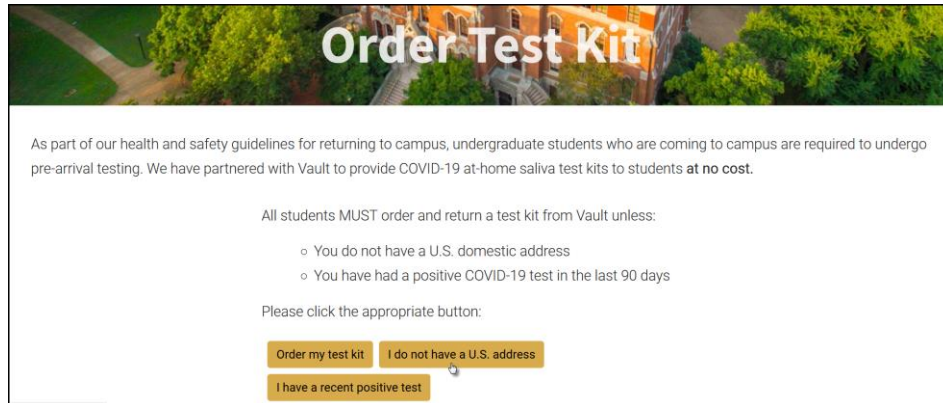 Order Test Kit
As part of our health and safety guidelines for returning to campus, undergraduate students who are coming to campus are required to undergo
pre-arrival testing. We have partnered with Vault to provide COVID-19 at-home saliva test kits to students at no cost.
All students MUST order and return a test kit from Vault unless:
○ You do not have a U.S. domestic address
○ You have had a positive COVID-19 test in the last 90 days
Please click the appropriate button:
Order my test kit I do not have a U.S. address
I have a recent positive test